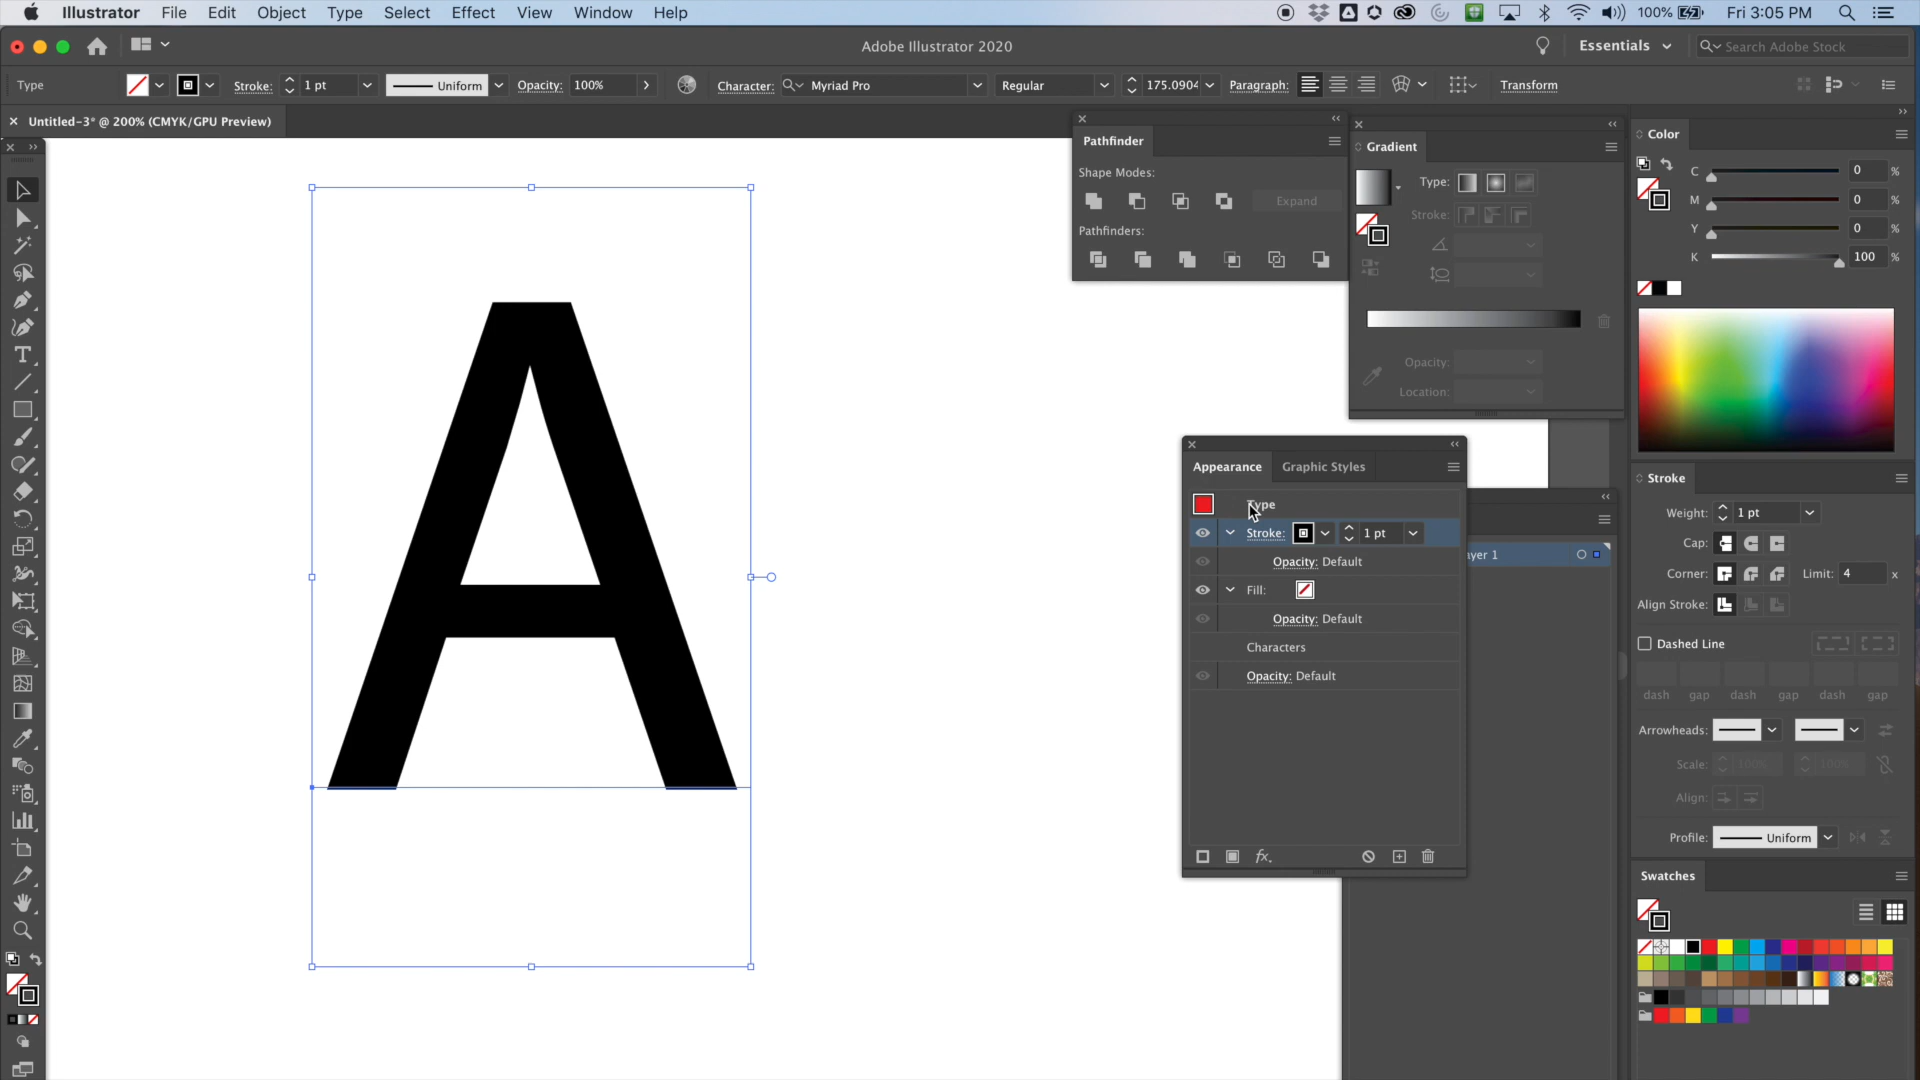 Illustrator File Edit Object Type Select Effect View Window Help 100% Fri 3:05 PM
Adobe Illustrator 2020 Essentials Search Adobe Stock
Type Stroke: 1 pt Uniform Opacity: 100% Character: Myriad Pro Regular 175.0904 Paragraph: Transform
Untitled-3* @ 200% (CMYK/GPU Preview)
A
Pathfinder
Shape Modes:
Expand
Pathfinders:
Gradient
Type:
Stroke:
Opacity:
Location:
Appearance Graphic Styles
Type
Stroke: 1 pt
Opacity: Default
Fill:
Opacity: Default
Characters
Opacity: Default
fx.
yer 1
Color
C 0 %
M 0 %
Y 0 %
K 100 %
Stroke
Weight: 1 pt
Cap:
Corner: Limit: 4 x
Align Stroke:
Dashed Line
dash gap dash gap dash gap
Arrowheads:
Scale: 100% 100%
Align:
Profile: Uniform
Swatches